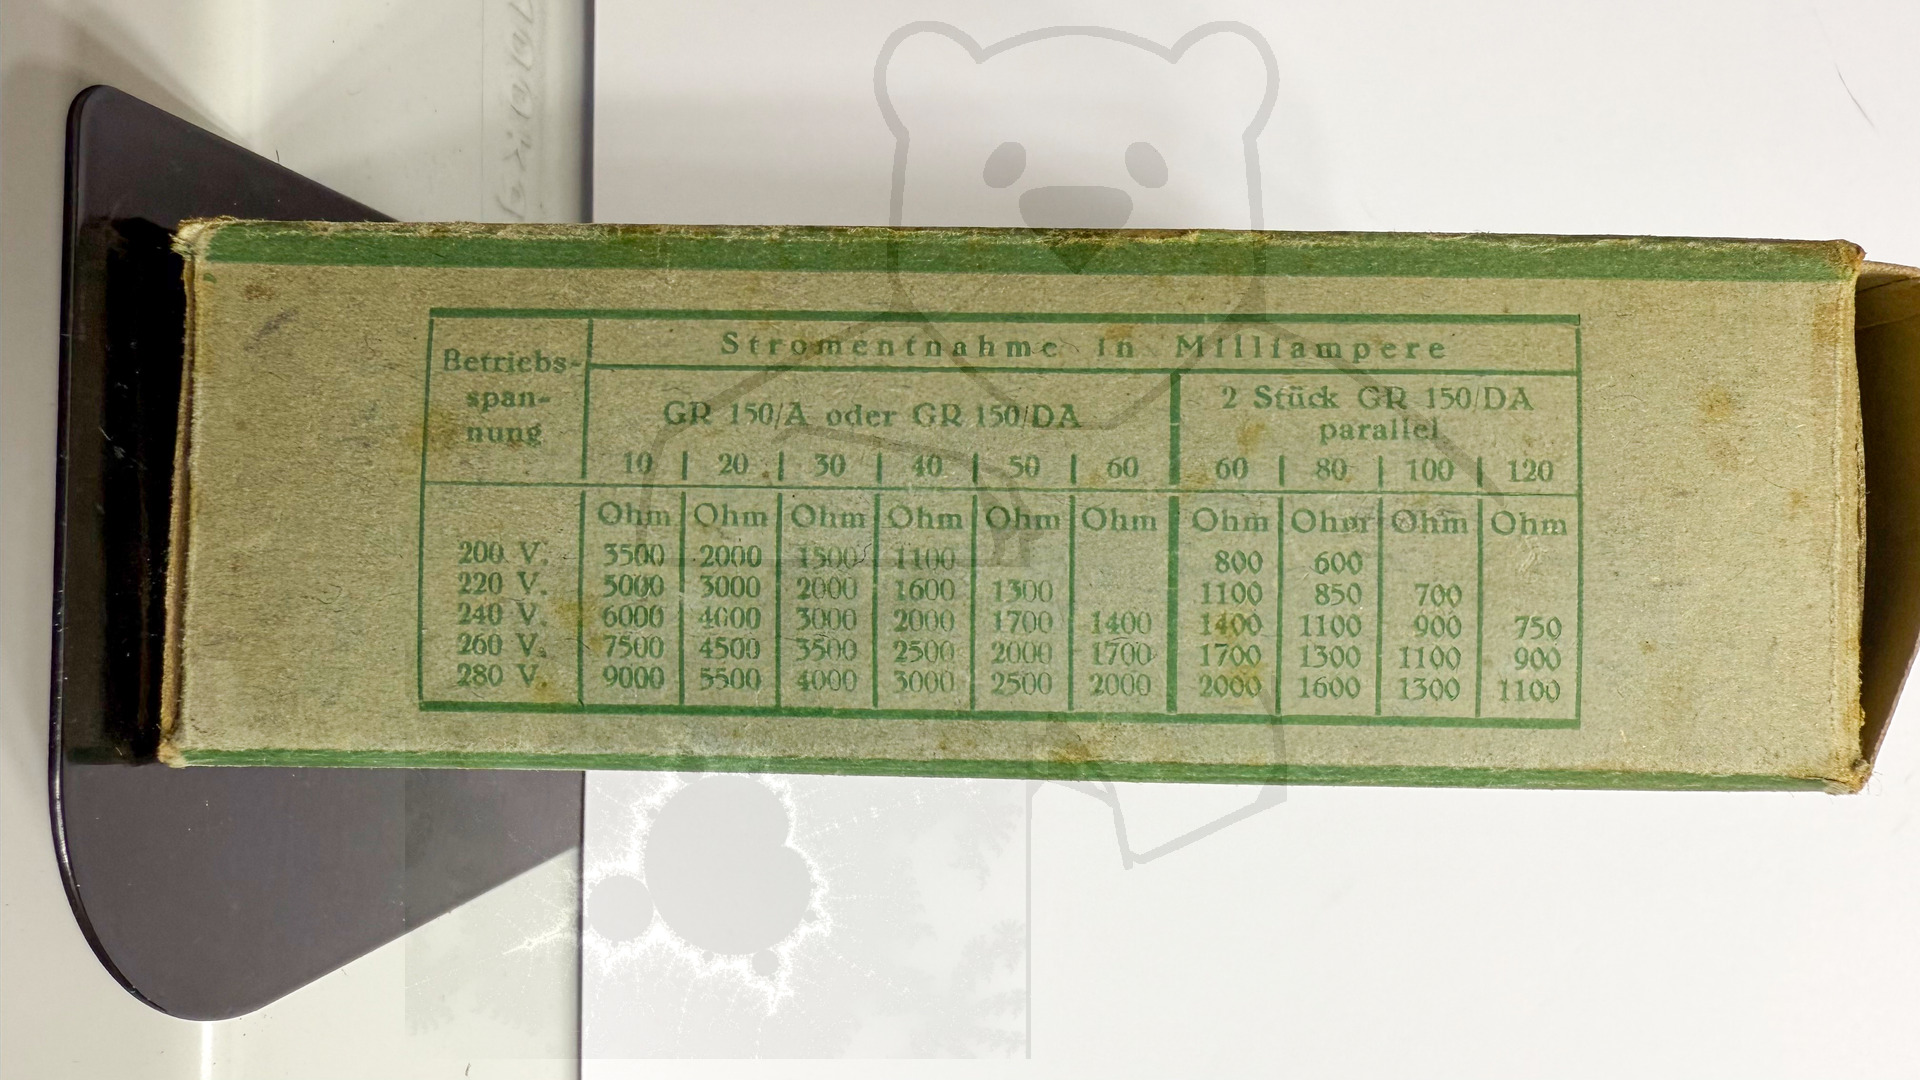 Betriebs-
span-
nung
Stromentnahme in Milliampere
GR 150/A oder GR 150/DA
2 Stück GR 150/DA
parallel
10 | 20 | 30 | 40 | 50 | 60 60 | 80 | 100 | 120
Ohm Ohm Ohm Ohm Ohm Ohm Ohm Ohm Ohm Ohm
200 V. 3500 2000 1500 1100 800 600
220 V. 5000 3000 2000 1600 1300 1100 850 700
240 V. 6000 4000 3000 2000 1700 1400 1400 1100 900 750
260 V. 7500 4500 3500 2500 2000 1700 1700 1300 1100 900
280 V. 9000 5500 4000 3000 2500 2000 2000 1600 1300 1100